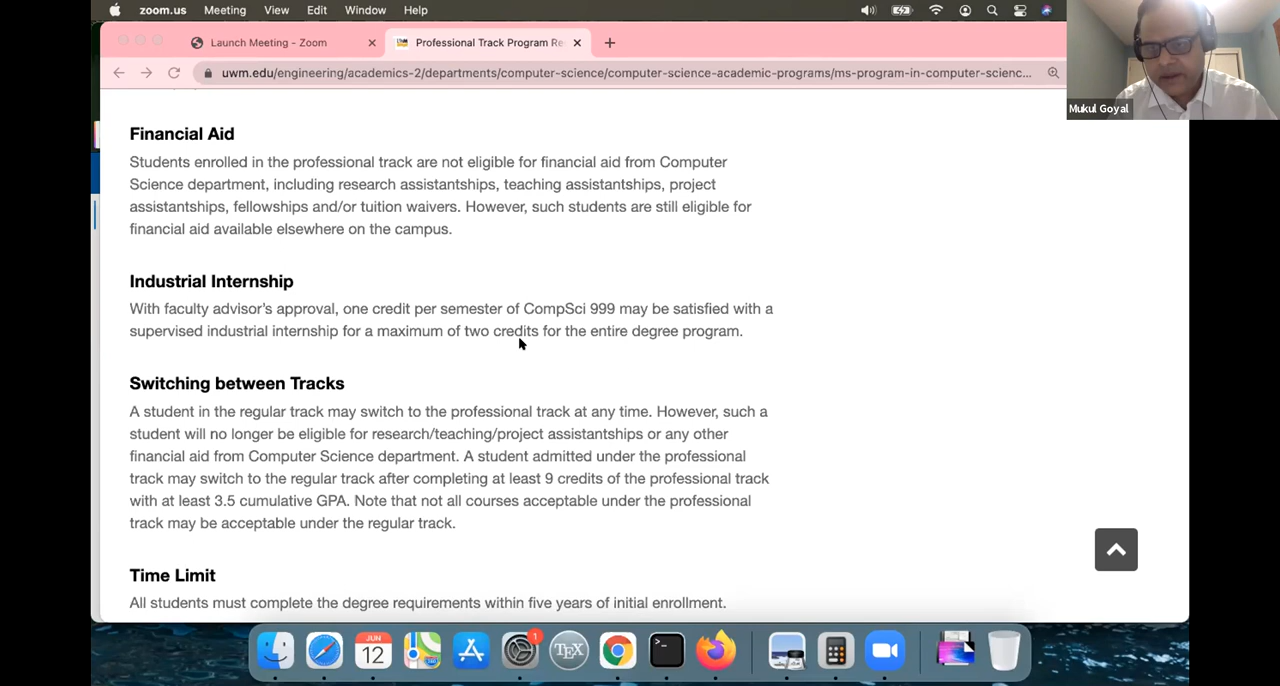 zoom.us Meeting View Edit Window Help
Launch Meeting - Zoom
Professional Track Program Re
uwm.edu/engineering/academics-2/departments/computer-science/computer-science-academic-programs/ms-program-in-computer-scienc...
Mukul Goyal
Financial Aid
Students enrolled in the professional track are not eligible for financial aid from Computer
Science department, including research assistantships, teaching assistantships, project
assistantships, fellowships and/or tuition waivers. However, such students are still eligible for
financial aid available elsewhere on the campus.
Industrial Internship
With faculty advisor's approval, one credit per semester of CompSci 999 may be satisfied with a
supervised industrial internship for a maximum of two credits for the entire degree program.
Switching between Tracks
A student in the regular track may switch to the professional track at any time. However, such a
student will no longer be eligible for research/teaching/project assistantships or any other
financial aid from Computer Science department. A student admitted under the professional
track may switch to the regular track after completing at least 9 credits of the professional track
with at least 3.5 cumulative GPA. Note that not all courses acceptable under the professional
track may be acceptable under the regular track.
Time Limit
All students must complete the degree requirements within five years of initial enrollment.
JUN
12
1
TEX